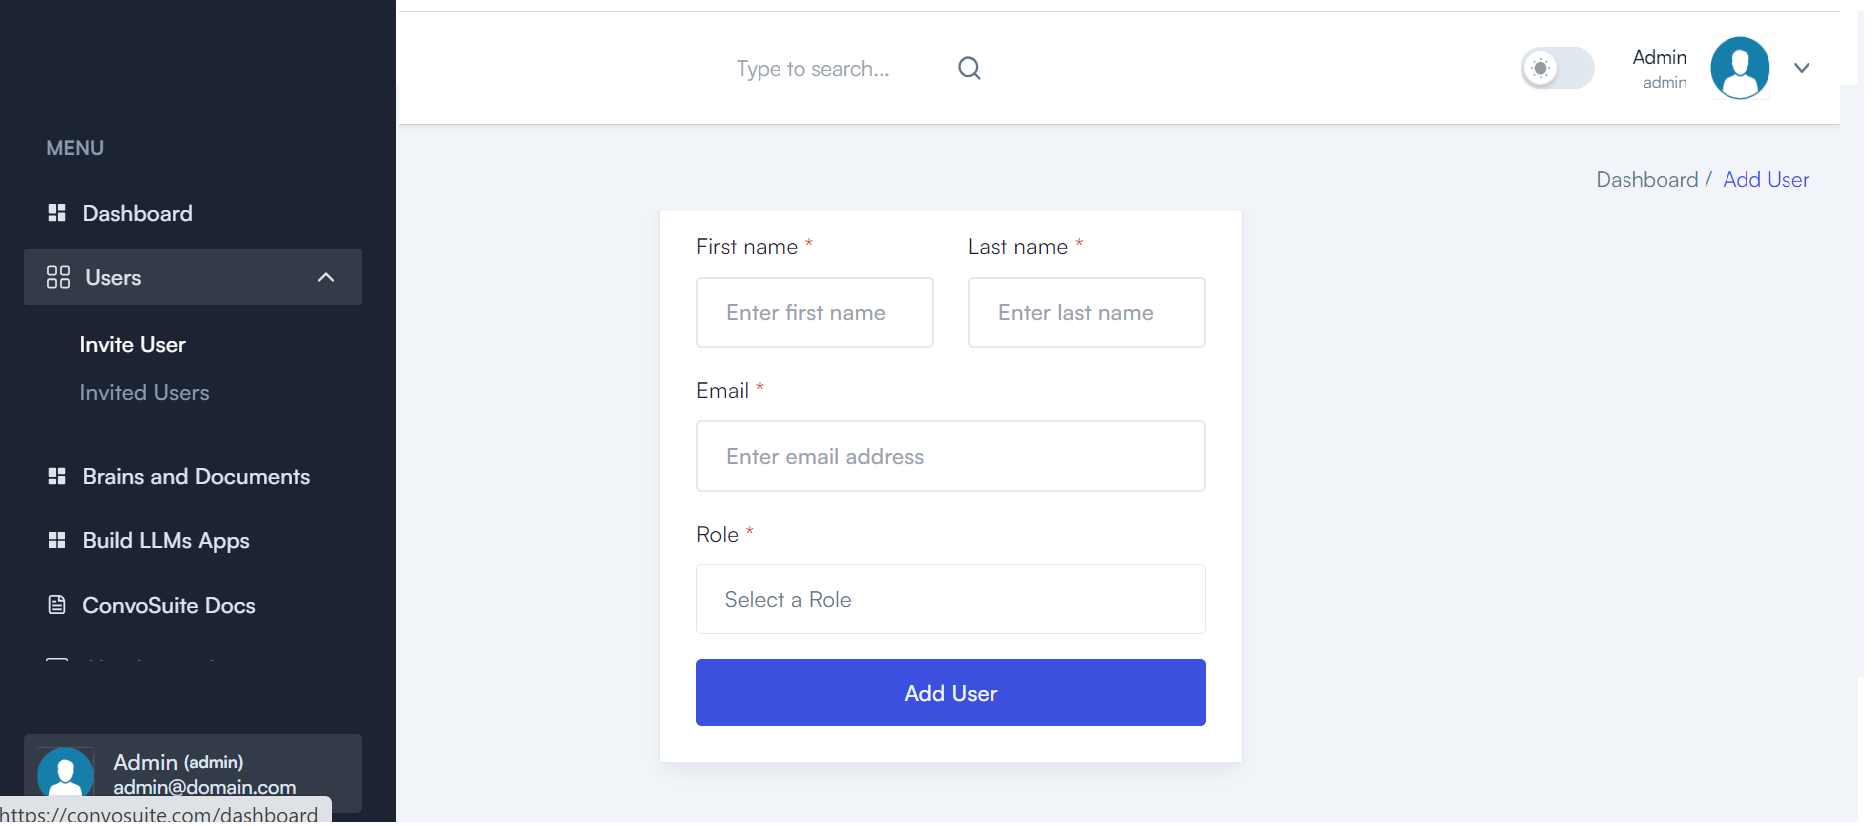 Type to search...
Admin
admin
MENU
Dashboard
Users
Invite User
Invited Users
Brains and Documents
Build LLMs Apps
ConvoSuite Docs
Admin (admin)
admin@domain.com
https://convosuite.com/dashboard
Dashboard / Add User
First name * Last name *
Enter first name Enter last name
Email *
Enter email address
Role *
Select a Role
Add User